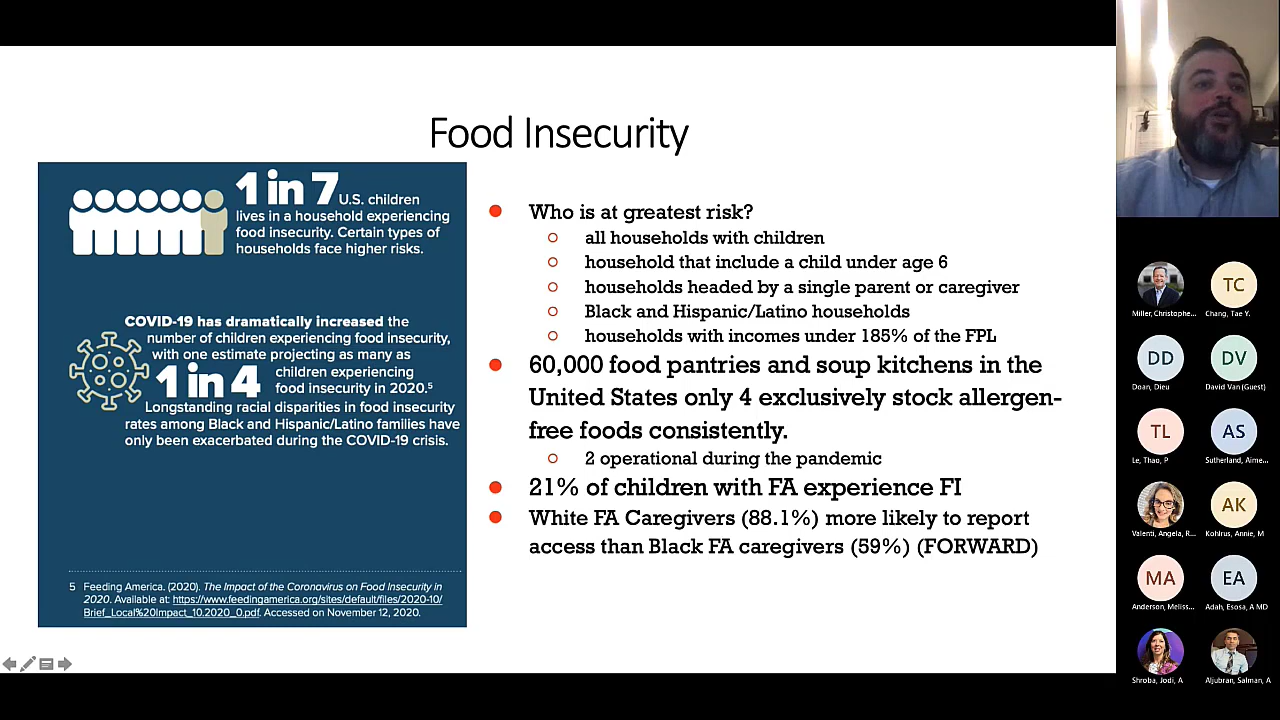 Food Insecurity
1 in 7 U.S. children
lives in a household experiencing
food insecurity. Certain types of
households face higher risks.
COVID-19 has dramatically increased the
number of children experiencing food insecurity,
with one estimate projecting as many as
1 in 4 children experiencing
food insecurity in 2020.⁵
Longstanding racial disparities in food insecurity
rates among Black and Hispanic/Latino families have
only been exacerbated during the COVID-19 crisis.
5 Feeding America. (2020). The Impact of the Coronavirus on Food Insecurity in
2020. Available at: https://www.feedingamerica.org/sites/default/files/2020-10/
Brief_Local%20Impact_10.2020_0.pdf. Accessed on November 12, 2020.
Who is at greatest risk?
all households with children
household that include a child under age 6
households headed by a single parent or caregiver
Black and Hispanic/Latino households
households with incomes under 185% of the FPL
60,000 food pantries and soup kitchens in the
United States only 4 exclusively stock allergen-
free foods consistently.
2 operational during the pandemic
21% of children with FA experience FI
White FA Caregivers (88.1%) more likely to report
access than Black FA caregivers (59%) (FORWARD)
Miller, Christophe...
TC
Chang, Tae Y.
DD
Doan, Dieu
DV
David Van (Guest)
TL
Le, Thao, P
AS
Sutherland, Aime...
Valenti, Angela, R...
AK
Kohirus, Annie, M
MA
Anderson, Meliss...
EA
Adah, Esosa, A MD
Shroba, Jodi, A
Aljubran, Salman, A